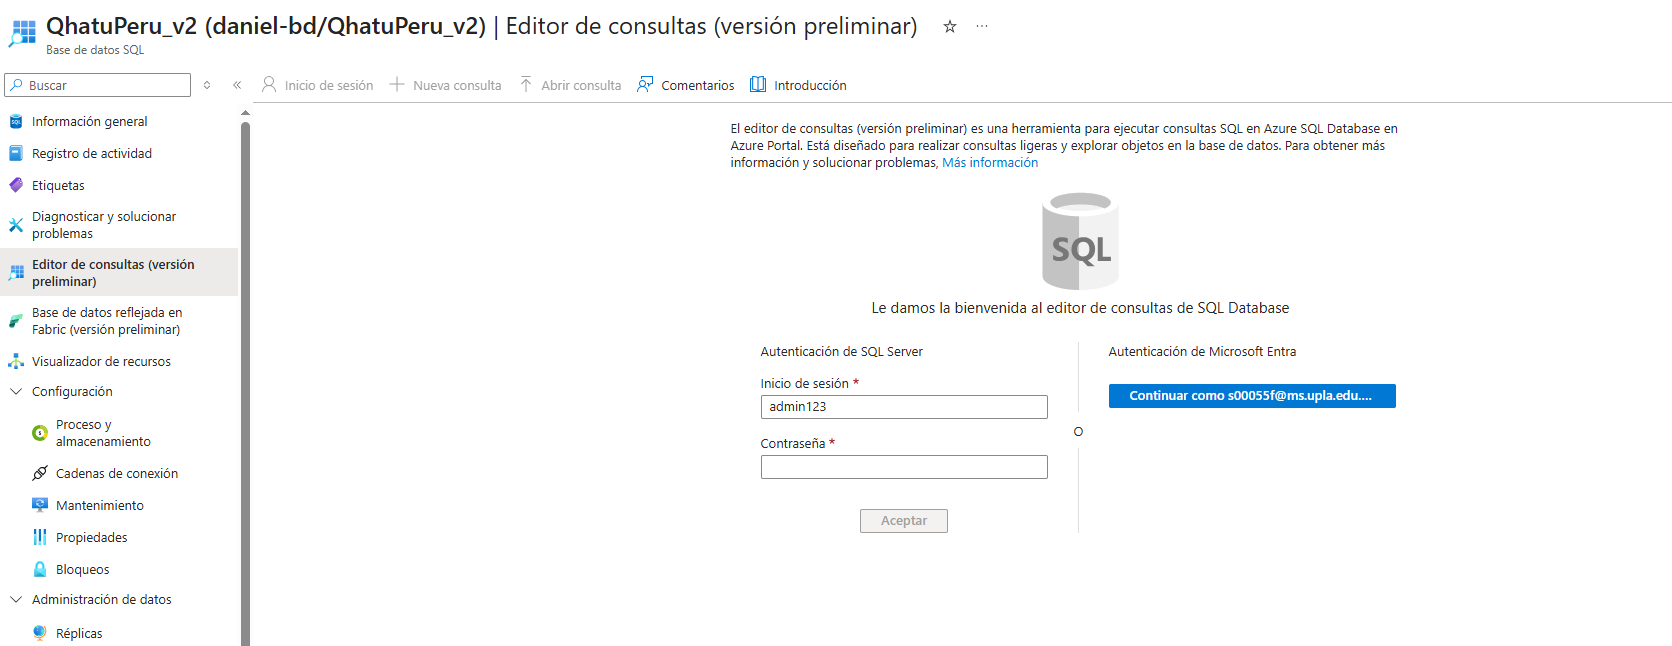 QhatuPeru_v2 (daniel-bd/QhatuPeru_v2) | Editor de consultas (versión preliminar)
Base de datos SQL
Buscar
Inicio de sesión
Nueva consulta
Abrir consulta
Comentarios
Introducción
Información general
Registro de actividad
Etiquetas
Diagnosticar y solucionar
problemas
Editor de consultas (versión
preliminar)
Base de datos reflejada en
Fabric (versión preliminar)
Visualizador de recursos
Configuración
Proceso y
almacenamiento
Cadenas de conexión
Mantenimiento
Propiedades
Bloqueos
Administración de datos
Réplicas
El editor de consultas (versión preliminar) es una herramienta para ejecutar consultas SQL en Azure SQL Database en
Azure Portal. Está diseñado para realizar consultas ligeras y explorar objetos en la base de datos. Para obtener más
información y solucionar problemas, Más información
SQL
Le damos la bienvenida al editor de consultas de SQL Database
Autenticación de SQL Server
Inicio de sesión *
admin123
Contraseña *
Aceptar
O
Autenticación de Microsoft Entra
Continuar como s00055f@ms.upla.edu....